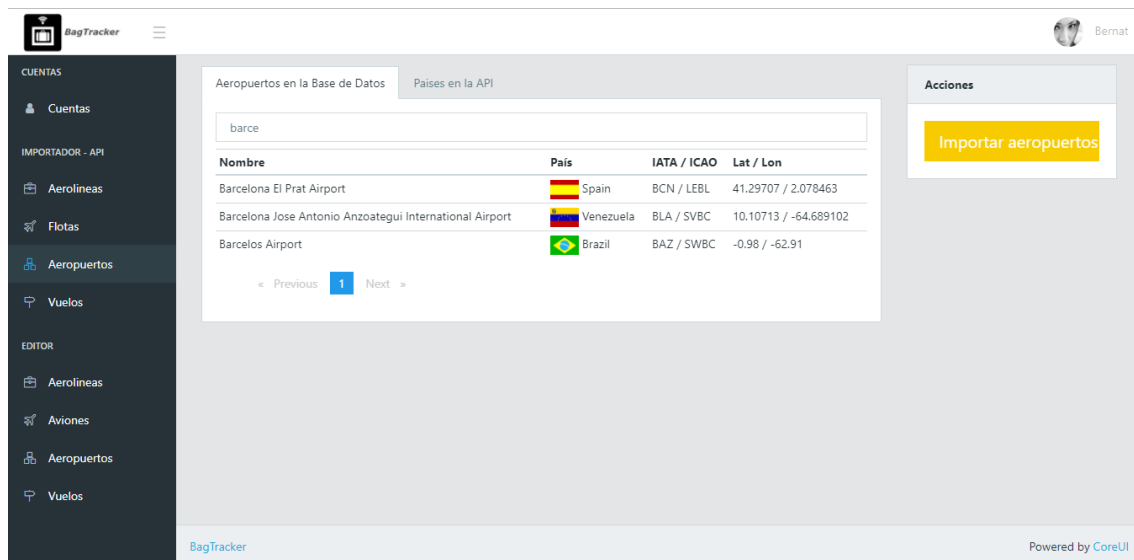 BagTracker ☰ Bernat
CUENTAS
Cuentas
IMPORTADOR - API
Aerolineas
Flotas
Aeropuertos
Vuelos
EDITOR
Aerolineas
Aviones
Aeropuertos
Vuelos
Aeropuertos en la Base de Datos Paises en la API
barce
Nombre País IATA / ICAO Lat / Lon
Barcelona El Prat Airport Spain BCN / LEBL 41.29707 / 2.078463
Barcelona Jose Antonio Anzoategui International Airport Venezuela BLA / SVBC 10.10713 / -64.689102
Barcelos Airport Brazil BAZ / SWBC -0.98 / -62.91
« Previous 1 Next »
Acciones
Importar aeropuertos
BagTracker Powered by CoreUI